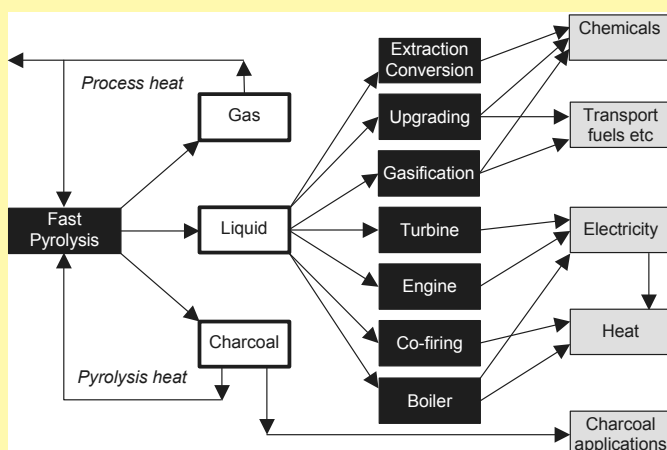 Process heat
Gas
Fast
Pyrolysis
Liquid
Charcoal
Pyrolysis heat
Extraction
Conversion
Upgrading
Gasification
Turbine
Engine
Co-firing
Boiler
Chemicals
Transport
fuels etc
Electricity
Heat
Charcoal
applications